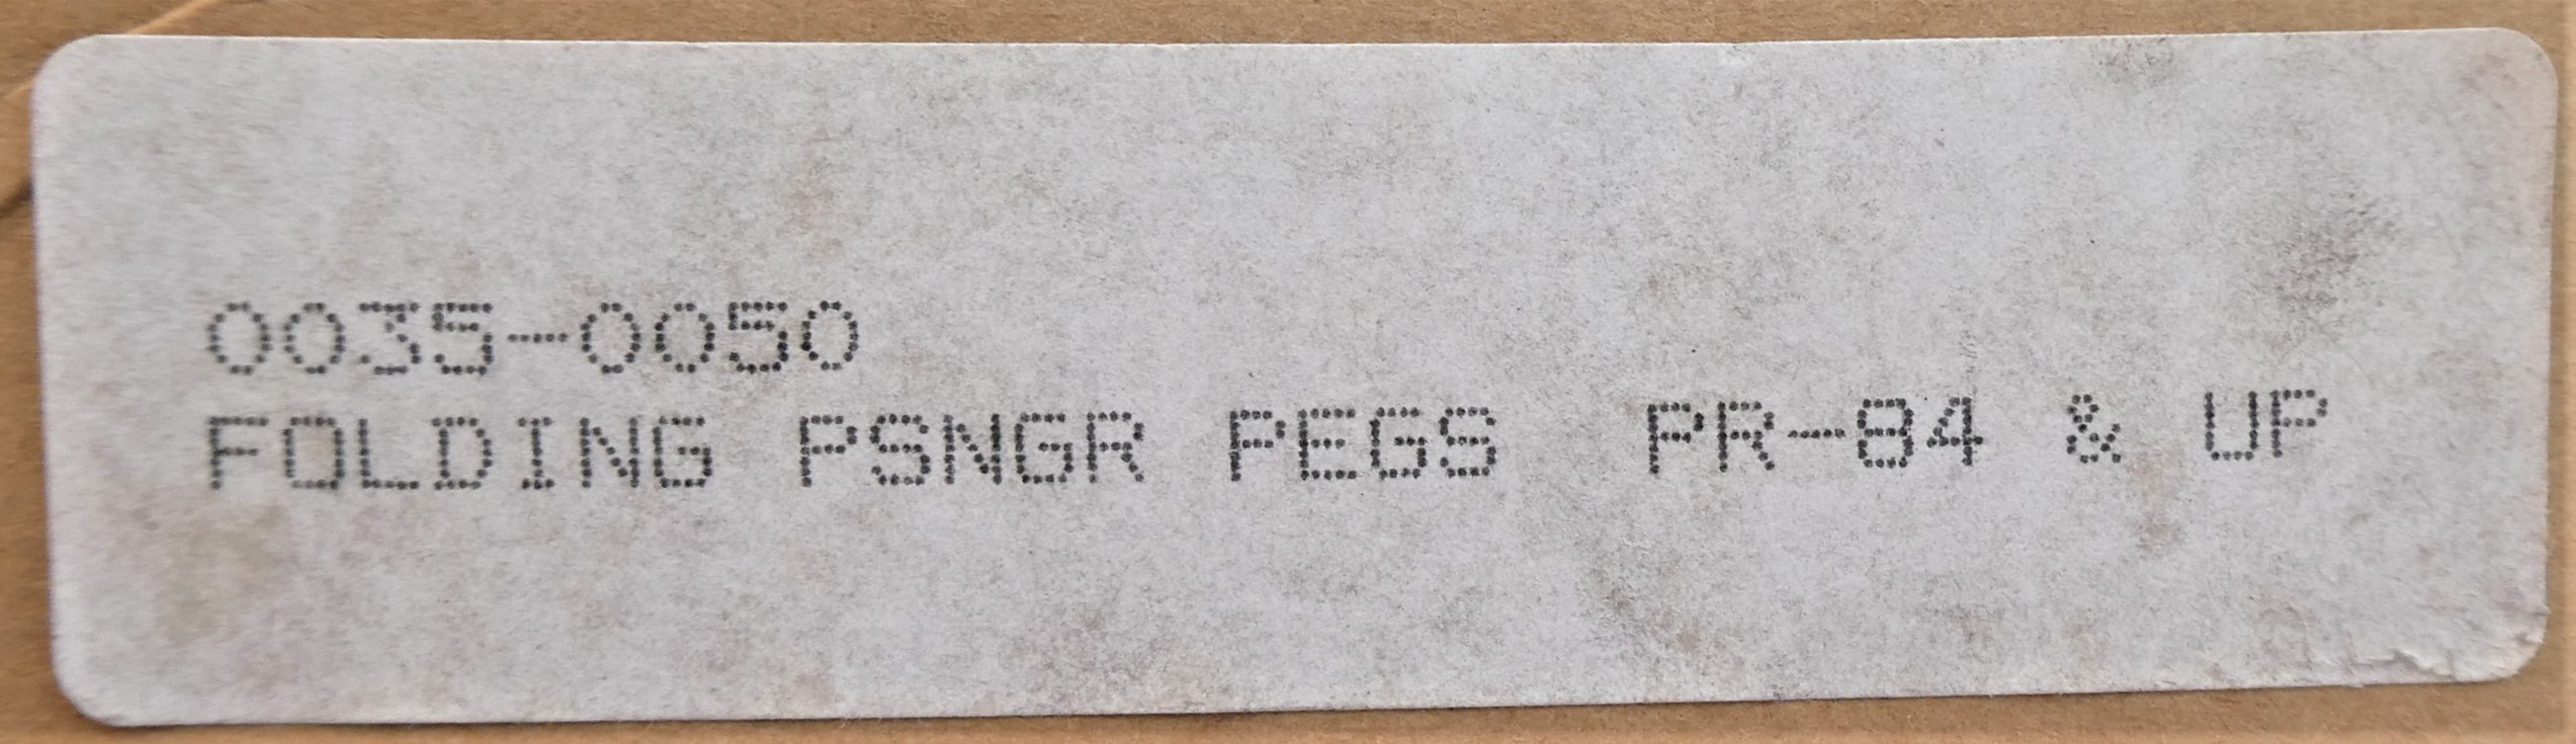 0035-0050
FOLDING PSNGR PEGS  PR-84 & UP